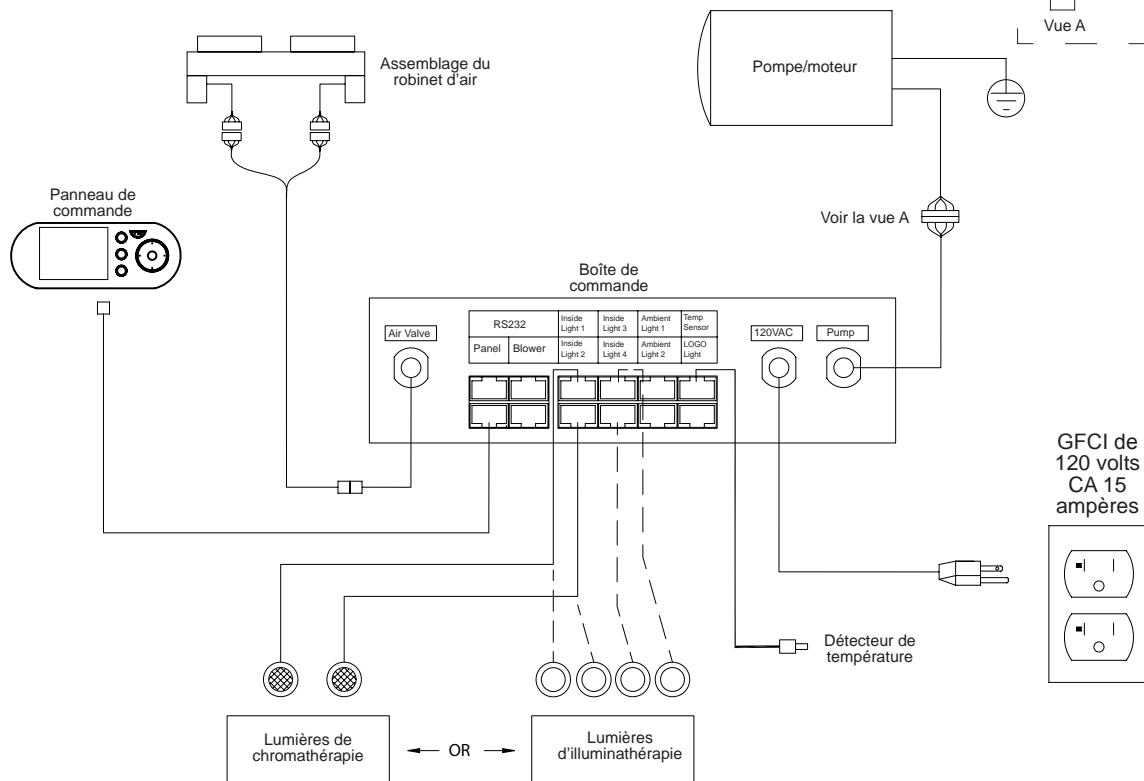 Vue A
Assemblage du
robinet d'air
Pompe/moteur
Panneau de
commande
Voir la vue A
Boîte de
commande
Air Valve
RS232
Inside
Light 1
Inside
Light 3
Ambient
Light 1
Temp
Sensor
Panel
Blower
Inside
Light 2
Inside
Light 4
Ambient
Light 2
LOGO
Light
120VAC
Pump
GFCI de
120 volts
CA 15
ampères
Détecteur de
température
Lumières de
chromathérapie
OR
Lumières
d'illuminathérapie